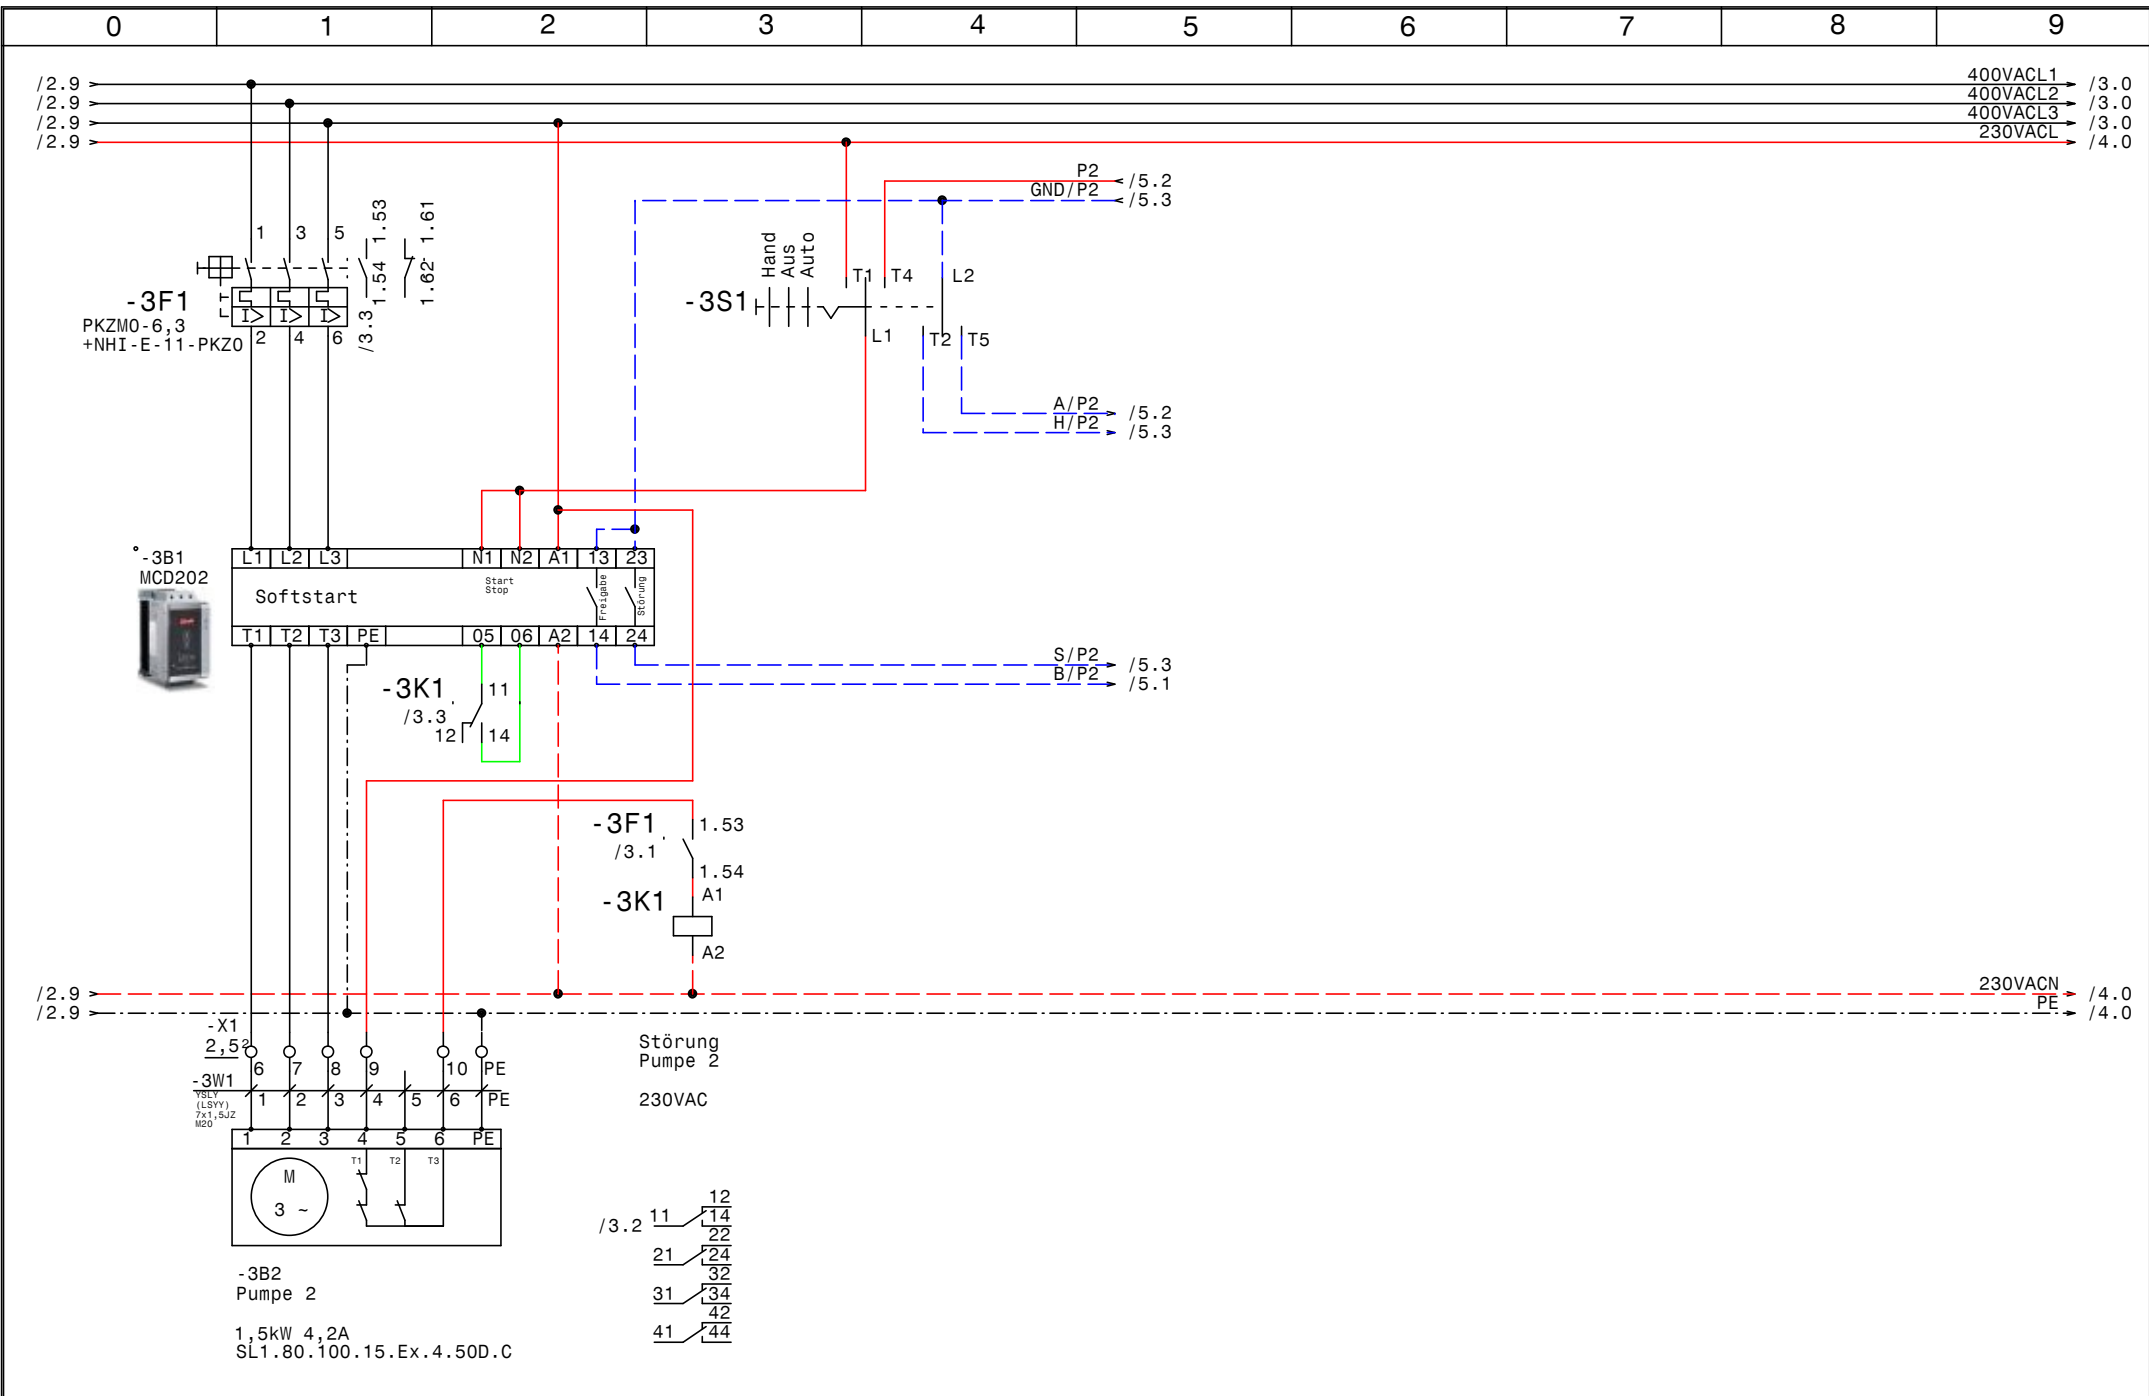 0 1 2 3 4 5 6 7 8 9
/2.9 400VACL1 /3.0
/2.9 400VACL2 /3.0
/2.9 400VACL3 /3.0
/2.9 230VACL /4.0
P2 /5.2
GND/P2 /5.3
1 3 5 1.53 1.61
1.54 1.62
-3F1
PKZM0-6,3
+NHI-E-11-PKZ0
I> I> I>
2 4 6 /3.3
Hand
Aus
Auto
-3S1
T1 T4 L2
L1 T2 T5
A/P2 /5.2
H/P2 /5.3
-3B1
MCD202
L1 L2 L3 N1 N2 A1 13 23
Softstart
Start
Stop
Freigabe
Störung
T1 T2 T3 PE 05 06 A2 14 24
S/P2 /5.3
B/P2 /5.1
-3K1
/3.3
11
12 14
-3F1
/3.1
1.53
1.54
-3K1
A1
A2
/2.9 230VACN /4.0
/2.9 PE /4.0
-X1
2,5²
6 7 8 9 10 PE
-3W1
YSLY
(LSYY)
7x1,5JZ
M20
1 2 3 4 5 6 PE
Störung
Pumpe 2
230VAC
1 2 3 4 5 6 PE
T1 T2 T3
M
3 ~
-3B2
Pumpe 2
1,5kW 4,2A
SL1.80.100.15.Ex.4.50D.C
12
/3.2 11 14
22
21 24
32
31 34
42
41 44